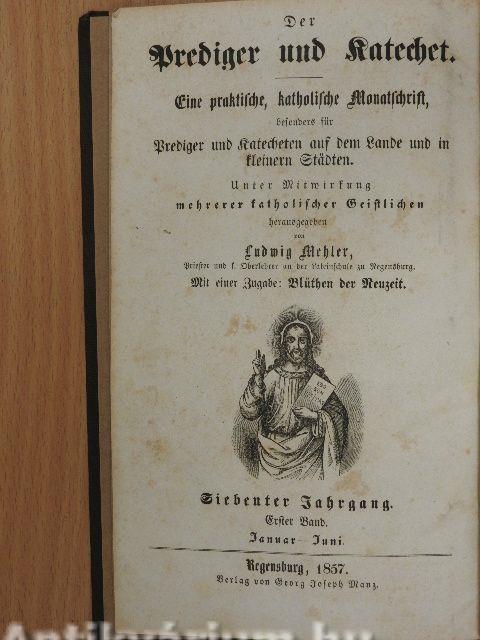 Der
Prediger und Katechet.
Eine praktische, katholische Monatschrift,
besonders für
Prediger und Katecheten auf dem Lande und in
kleinern Städten.
Unter Mitwirkung
mehrerer katholischer Geistlichen
herausgegeben
von
Ludwig Mehler,
Priester und k. Oberlehrer an der Lateinschule zu Regensburg.
Mit einer Zugabe: Blüthen der Neuzeit.
Siebenter Jahrgang.
Erster Band.
Januar—Juni.
Regensburg, 1857.
Verlag von Georg Joseph Manz.
Antikvárium.hu